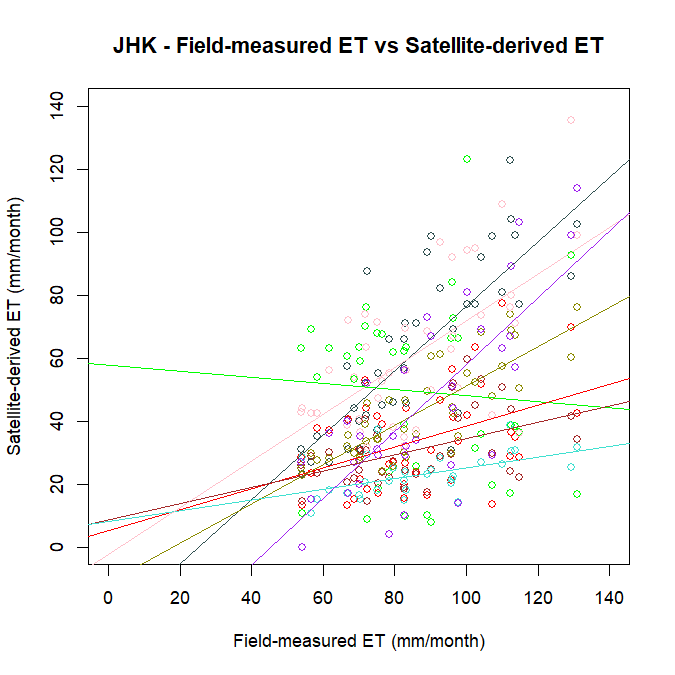 JHK - Field-measured ET vs Satellite-derived ET
Satellite-derived ET (mm/month)
140
120
100
80
60
40
20
0
0 20 40 60 80 100 120 140
Field-measured ET (mm/month)